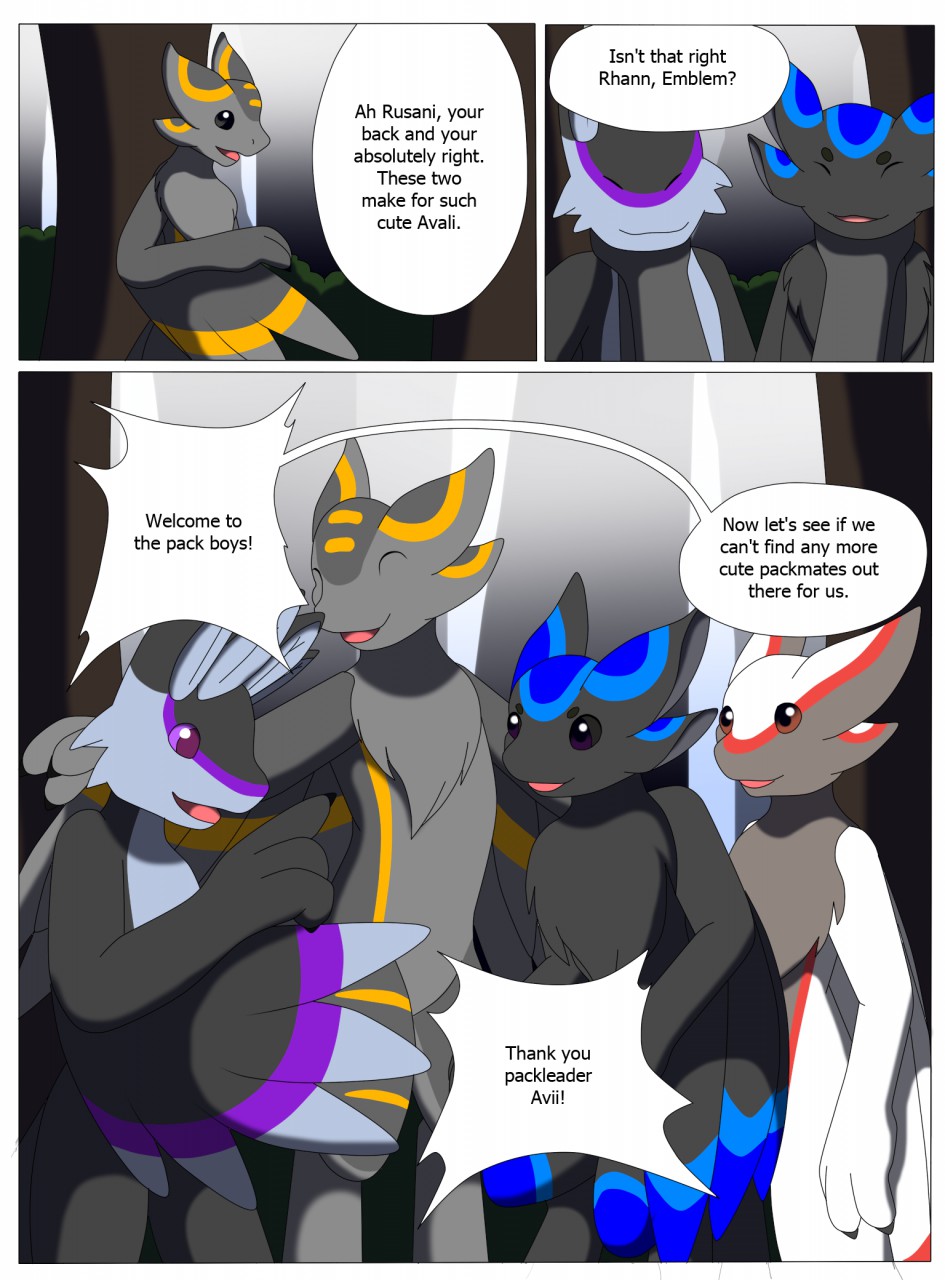 Ah Rusani, your
back and your
absolutely right.
These two
make for such
cute Avali.
Isn't that right
Rhann, Emblem?
Welcome to
the pack boys!
Now let's see if we
can't find any more
cute packmates out
there for us.
Thank you
packleader
Avii!